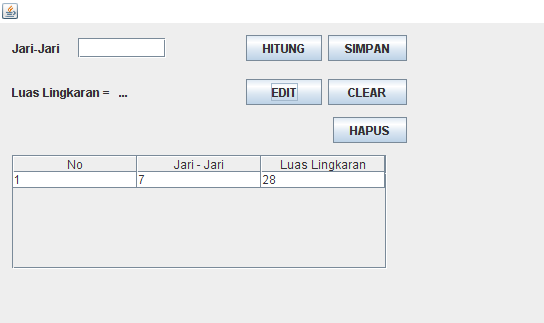 Jari-Jari HITUNG SIMPAN
Luas Lingkaran = ... EDIT CLEAR
HAPUS
No Jari - Jari Luas Lingkaran
1 7 28